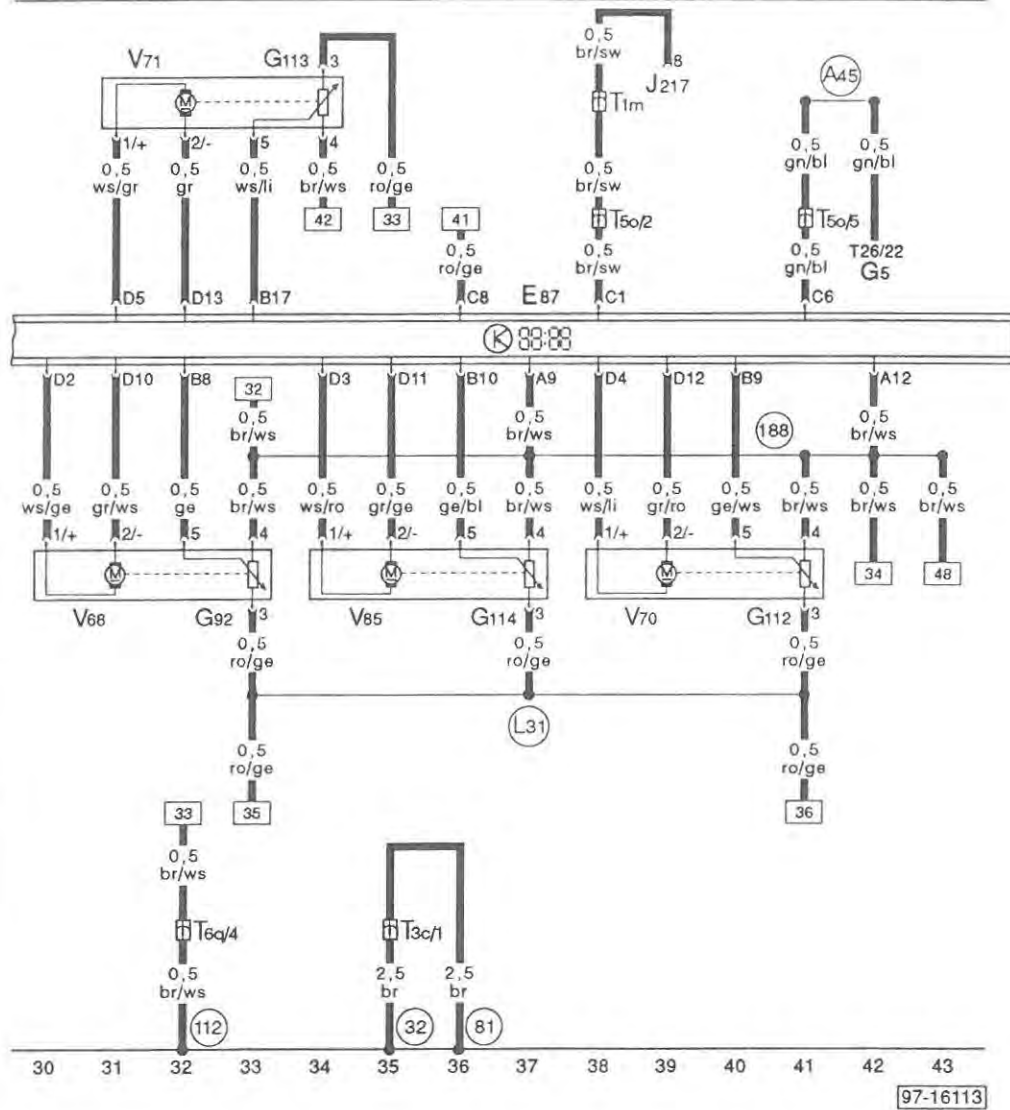 0,5
br/sw
8
J217
T1m
A45
V71
G113 3
M
1/+ 2/- 5 4
0,5 0,5 0,5 0,5 0,5
ws/gr gr ws/li br/ws ro/ge
42 33
0,5 0,5
gn/bl gn/bl
0,5
br/sw
T5o/2
T5o/5
41
0,5
ro/ge
0,5
br/sw
0,5
gn/bl
T26/22
G5
D5 D13 B17 C8 E87 C1 C6
K 88:88
D2 D10 B8 32 D3 D11 B10 A9 D4 D12 B9 A12
0,5
br/ws
0,5
br/ws
188
0,5
br/ws
0,5 0,5 0,5 0,5 0,5 0,5 0,5 0,5 0,5 0,5 0,5 0,5 0,5 0,5
ws/ge gr/ws ge br/ws ws/ro gr/ge ge/bl br/ws ws/li gr/ro ge/ws br/ws br/ws br/ws
1/+ 2/- 5 4 1/+ 2/- 5 4 1/+ 2/- 5 4
34 48
M M M
V68 G92 3 V85 G114 3 V70 G112 3
0,5 0,5 0,5
ro/ge ro/ge ro/ge
L31
0,5 0,5
ro/ge ro/ge
33 35 36
0,5
br/ws
T6q/4 T3c/1
0,5 2,5 2,5
br/ws br br
112 32 81
30 31 32 33 34 35 36 37 38 39 40 41 42 43
97-16113